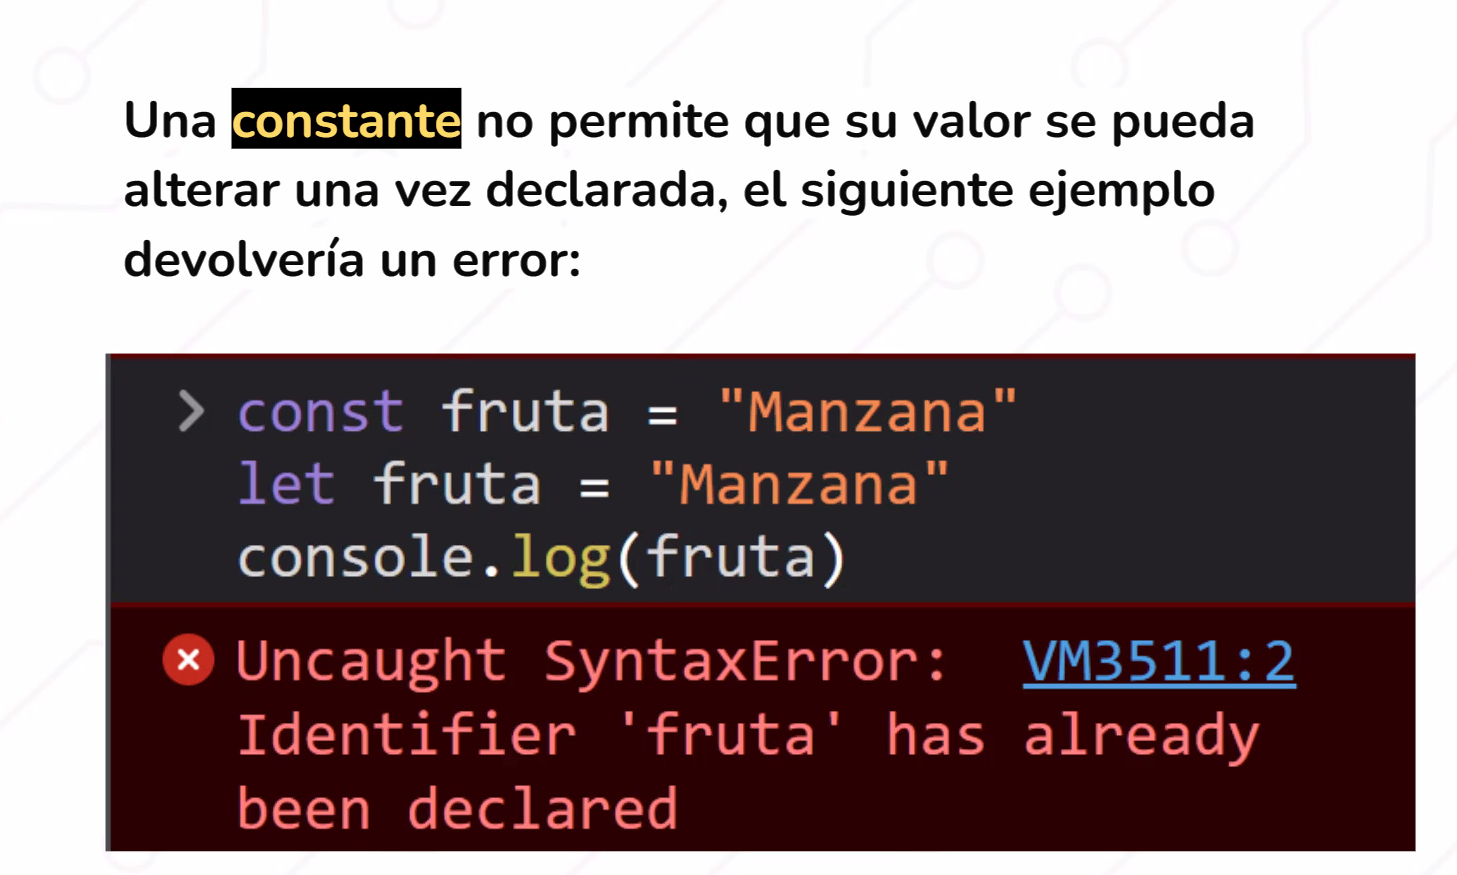 Una constante no permite que su valor se pueda
alterar una vez declarada, el siguiente ejemplo
devolvería un error:
const fruta = "Manzana"
let fruta = "Manzana"
console.log(fruta)
Uncaught SyntaxError: VM3511:2
Identifier 'fruta' has already
been declared